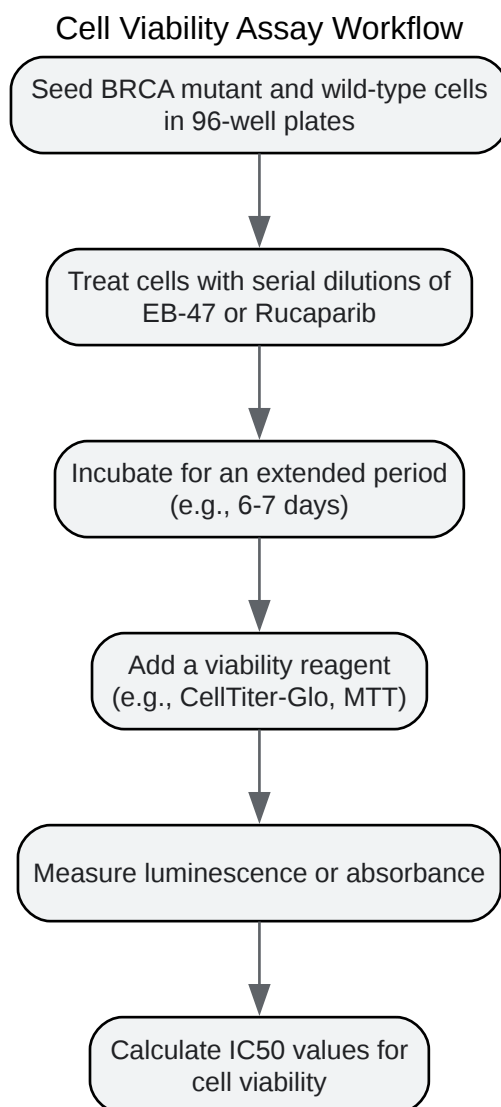 Cell Viability Assay Workflow
Seed BRCA mutant and wild-type cells
in 96-well plates
Treat cells with serial dilutions of
EB-47 or Rucaparib
Incubate for an extended period
(e.g., 6-7 days)
Add a viability reagent
(e.g., CellTiter-Glo, MTT)
Measure luminescence or absorbance
Calculate IC50 values for
cell viability